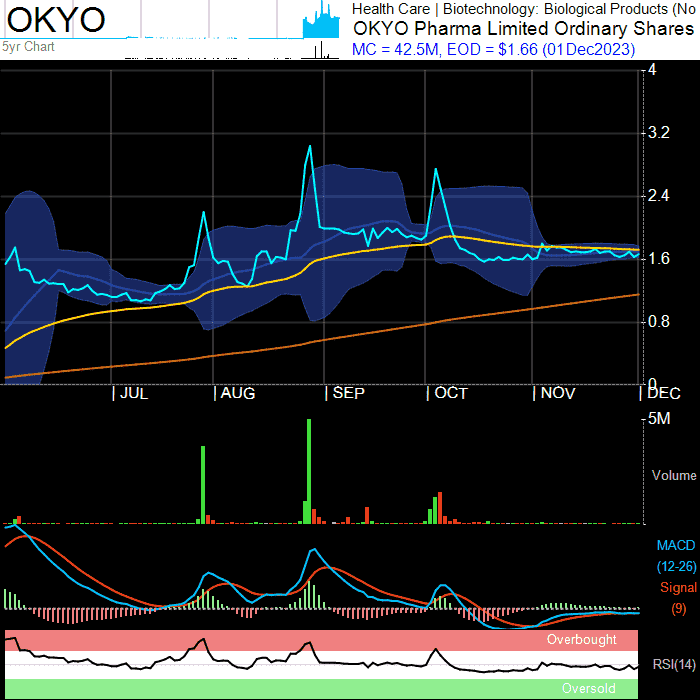 OKYO
5yr Chart
Health Care | Biotechnology: Biological Products (No
OKYO Pharma Limited Ordinary Shares
MC = 42.5M, EOD = $1.66 (01Dec2023)
4
3.2
2.4
1.6
0.8
0
JUL AUG SEP OCT NOV DEC
5M
Volume
MACD
(12-26)
Signal
(9)
Overbought
RSI(14)
Oversold